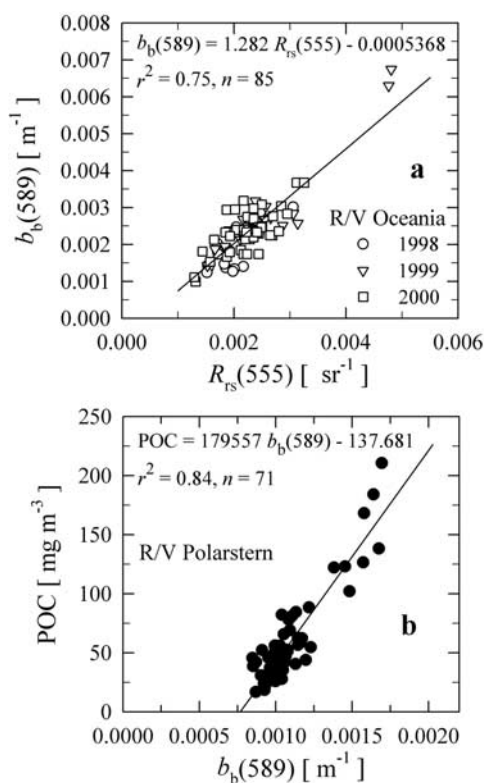 0.008
0.007
0.006
0.005
0.004
0.003
0.002
0.001
0.000
b_b(589) [ m^-1]
b_b(589) = 1.282 R_rs(555) - 0.0005368
r^2 = 0.75, n = 85
a
R/V Oceania
1998
1999
2000
0.000 0.002 0.004 0.006
R_rs(555) [ sr^-1]
250
200
150
100
50
0
POC [ mg m^-3]
POC = 179557 b_b(589) - 137.681
r^2 = 0.84, n = 71
R/V Polarstern
b
0.0000 0.0005 0.0010 0.0015 0.0020
b_b(589) [ m^-1]